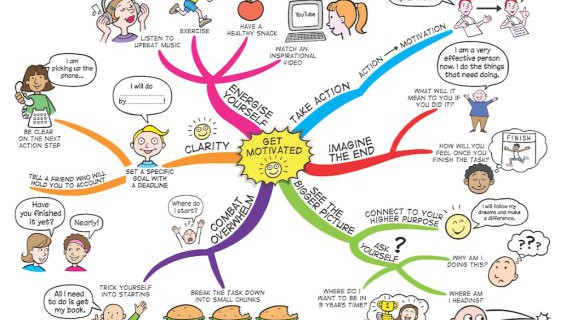 GET
MOTIVATED
ENERGISE
YOURSELF
LISTEN TO
UPBEAT MUSIC
EXERCISE
HAVE A
HEALTHY SNACK
YouTube
WATCH AN
INSPIRATIONAL
VIDEO
TAKE ACTION
ACTION → MOTIVATION
IMAGINE
THE END
I am a very
effective person
now. I do the things
that need doing.
WHAT WILL IT
MEAN TO YOU IF
YOU DID IT?
FINISH
HOW WILL YOU
FEEL ONCE YOU
FINISH THE TASK?
SEE THE
BIGGER PICTURE
CONNECT TO YOUR
HIGHER PURPOSE
I will follow my
dreams and make
a difference.
ASK
YOURSELF
?
???
WHY AM I
DOING THIS?
WHERE AM
I HEADING?
WHERE DO I
WANT TO BE IN
3 YEARS TIME?
COMBAT
OVERWHELM
Where do
I start?
BREAK THE TASK DOWN
INTO SMALL CHUNKS
TRICK YOURSELF
INTO STARTING
Have you
finished
it yet?
Nearly!
All I need to
do is get
my book.
CLARITY
SET A SPECIFIC
GOAL WITH
A DEADLINE
I will do
by..............!
I am
picking up the
phone...
BE CLEAR
ON THE NEXT
ACTION STEP
TELL A FRIEND WHO WILL
HOLD YOU TO ACCOUNT